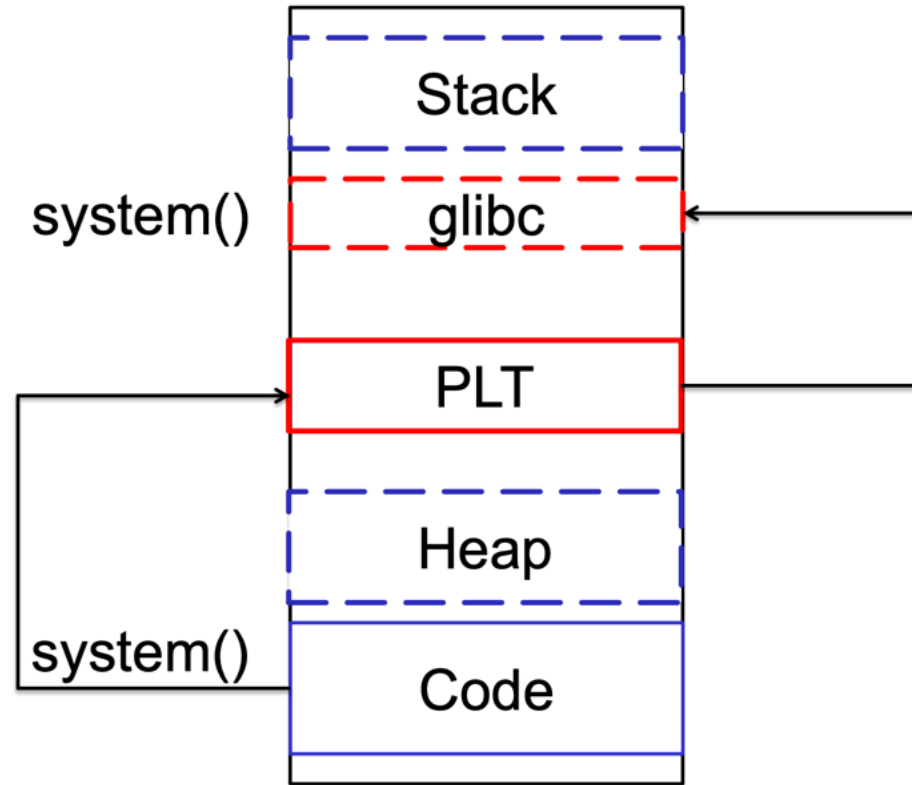 Stack
system()
glibc
PLT
Heap
system()
Code